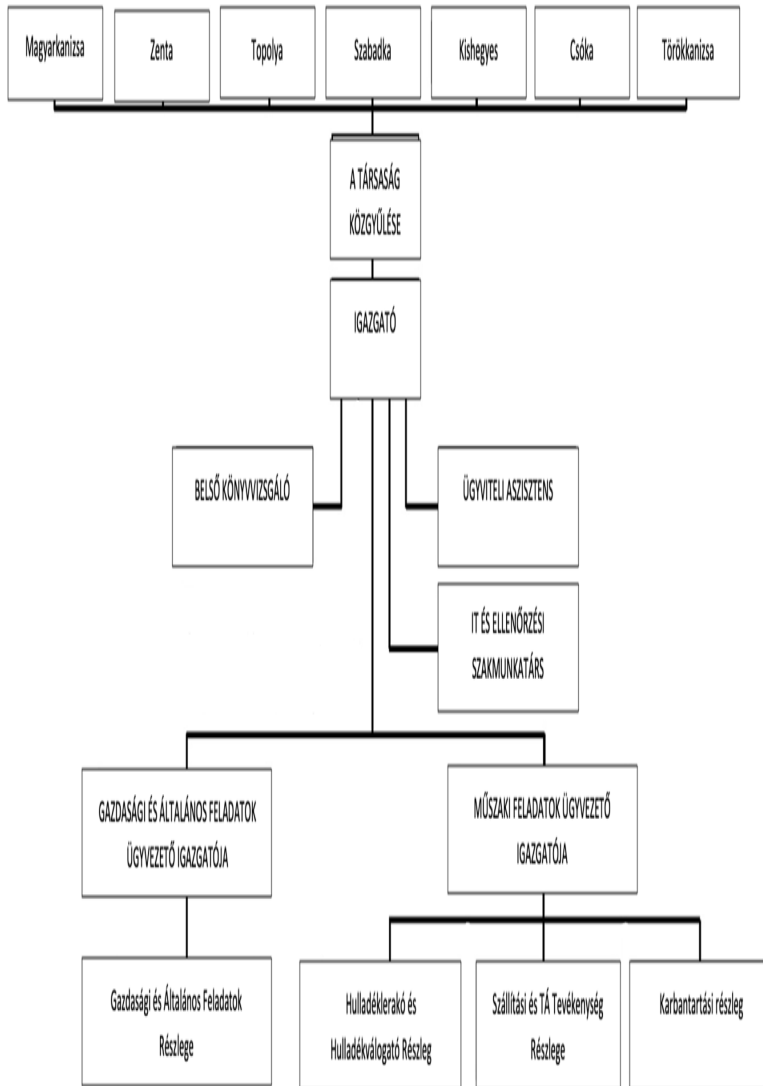 Magyarkanizsa
Zenta
Topolya
Szabadka
Kishegyes
Csóka
Törökkanizsa
A TÁRSASÁG
KÖZGYŰLÉSE
IGAZGATÓ
BELSŐ KÖNYVVIZSGÁLÓ
ÜGYVITELI ASZISZTENS
IT ÉS ELLENŐRZÉSI
SZAKMUNKATÁRS
GAZDASÁGI ÉS ÁLTALÁNOS FELADATOK
ÜGYVEZETŐ IGAZGATÓJA
MŰSZAKI FELADATOK ÜGYVEZETŐ
IGAZGATÓJA
Gazdasági és Általános Feladatok
Részlege
Hulladéklerakó és
Hulladékválogató Részleg
Szállítási és TÁ Tevékenység
Részlege
Karbantartási részleg